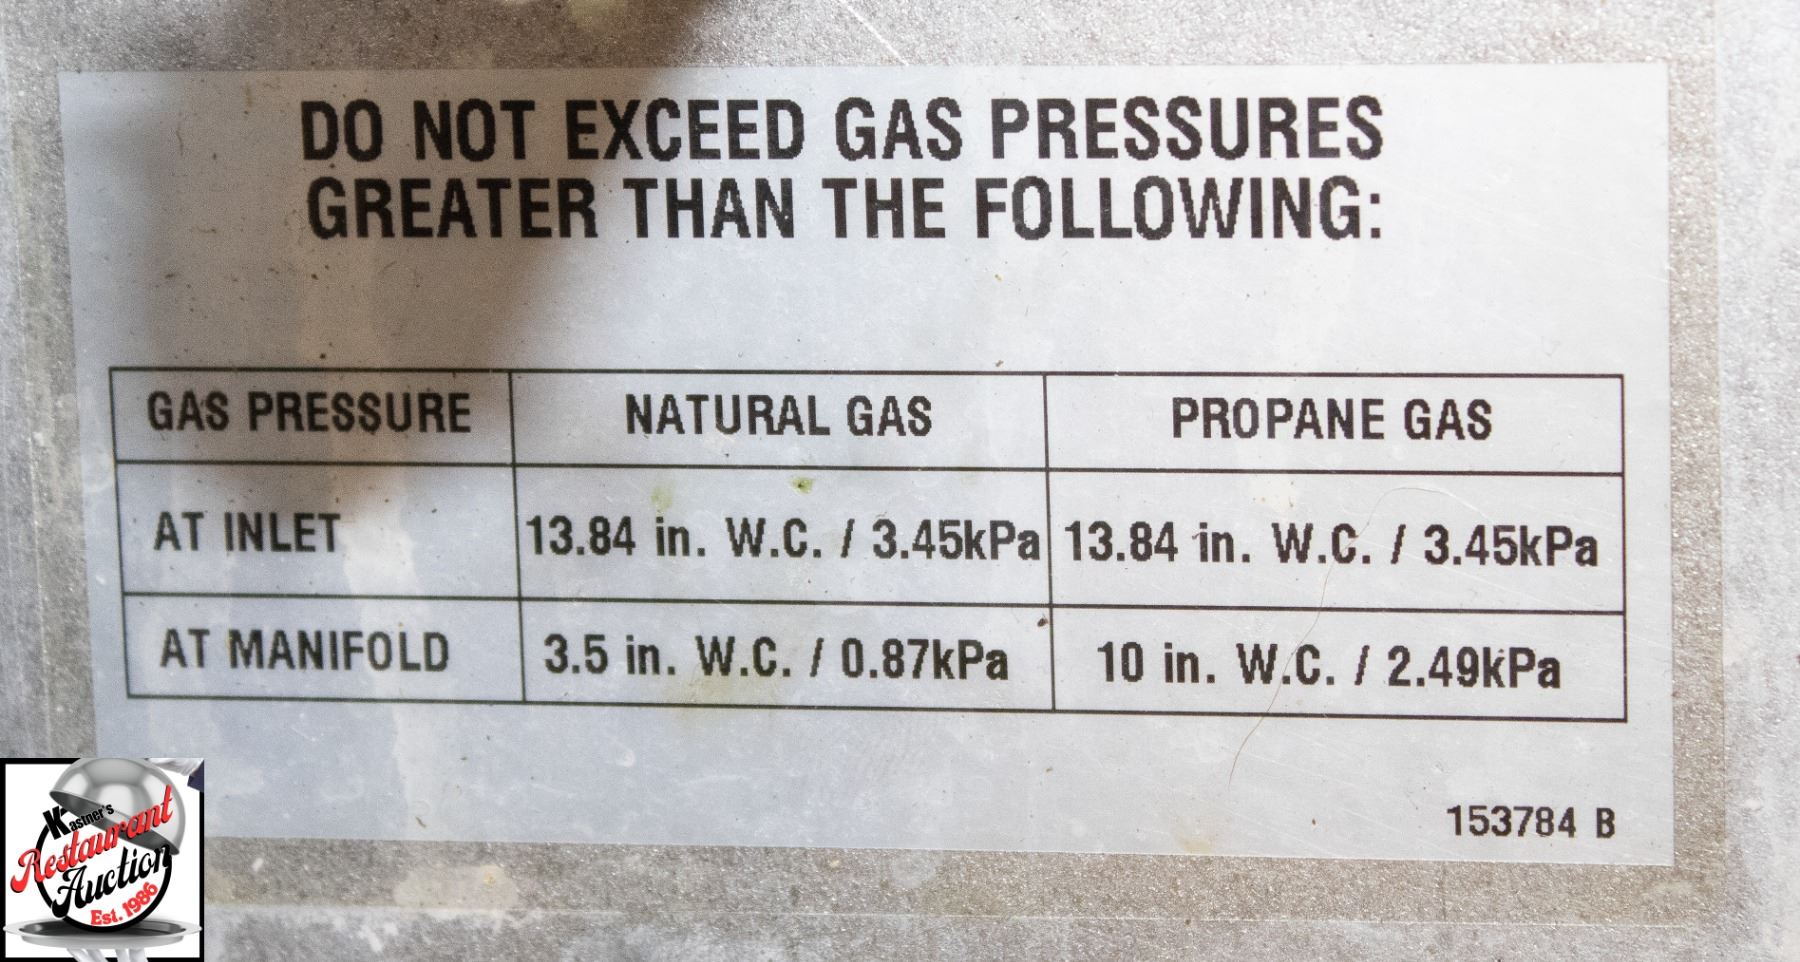 DO NOT EXCEED GAS PRESSURES
GREATER THAN THE FOLLOWING:
GAS PRESSURE NATURAL GAS PROPANE GAS
AT INLET 13.84 in. W.C. / 3.45kPa 13.84 in. W.C. / 3.45kPa
AT MANIFOLD 3.5 in. W.C. / 0.87kPa 10 in. W.C. / 2.49kPa
153784 B
Kastner's
Restaurant
Auction
Est. 1986